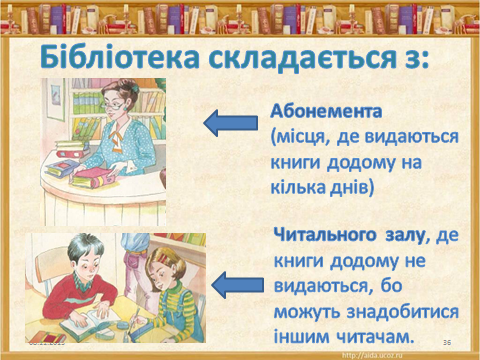 Бібліотека складається з:
Абонемента
(місця, де видаються
книги додому на
кілька днів)
Читального залу, де
книги додому не
видаються, бо
можуть знадобитися
іншим читачам.
36
http://aida.ucoz.ru